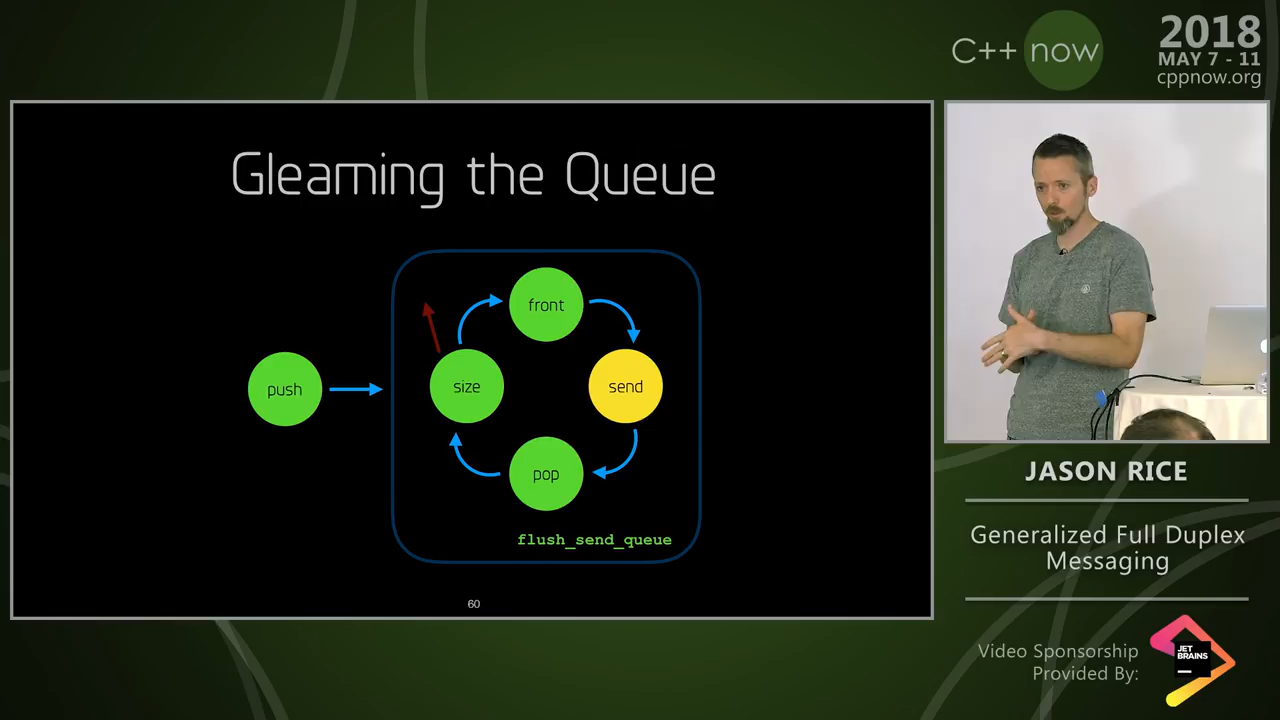 C++ now
2018
MAY 7 - 11
cppnow.org
Gleaming the Queue
front
push
size
send
pop
flush_send_queue
60
JASON RICE
Generalized Full Duplex
Messaging
Video Sponsorship
Provided By:
JET
BRAINS